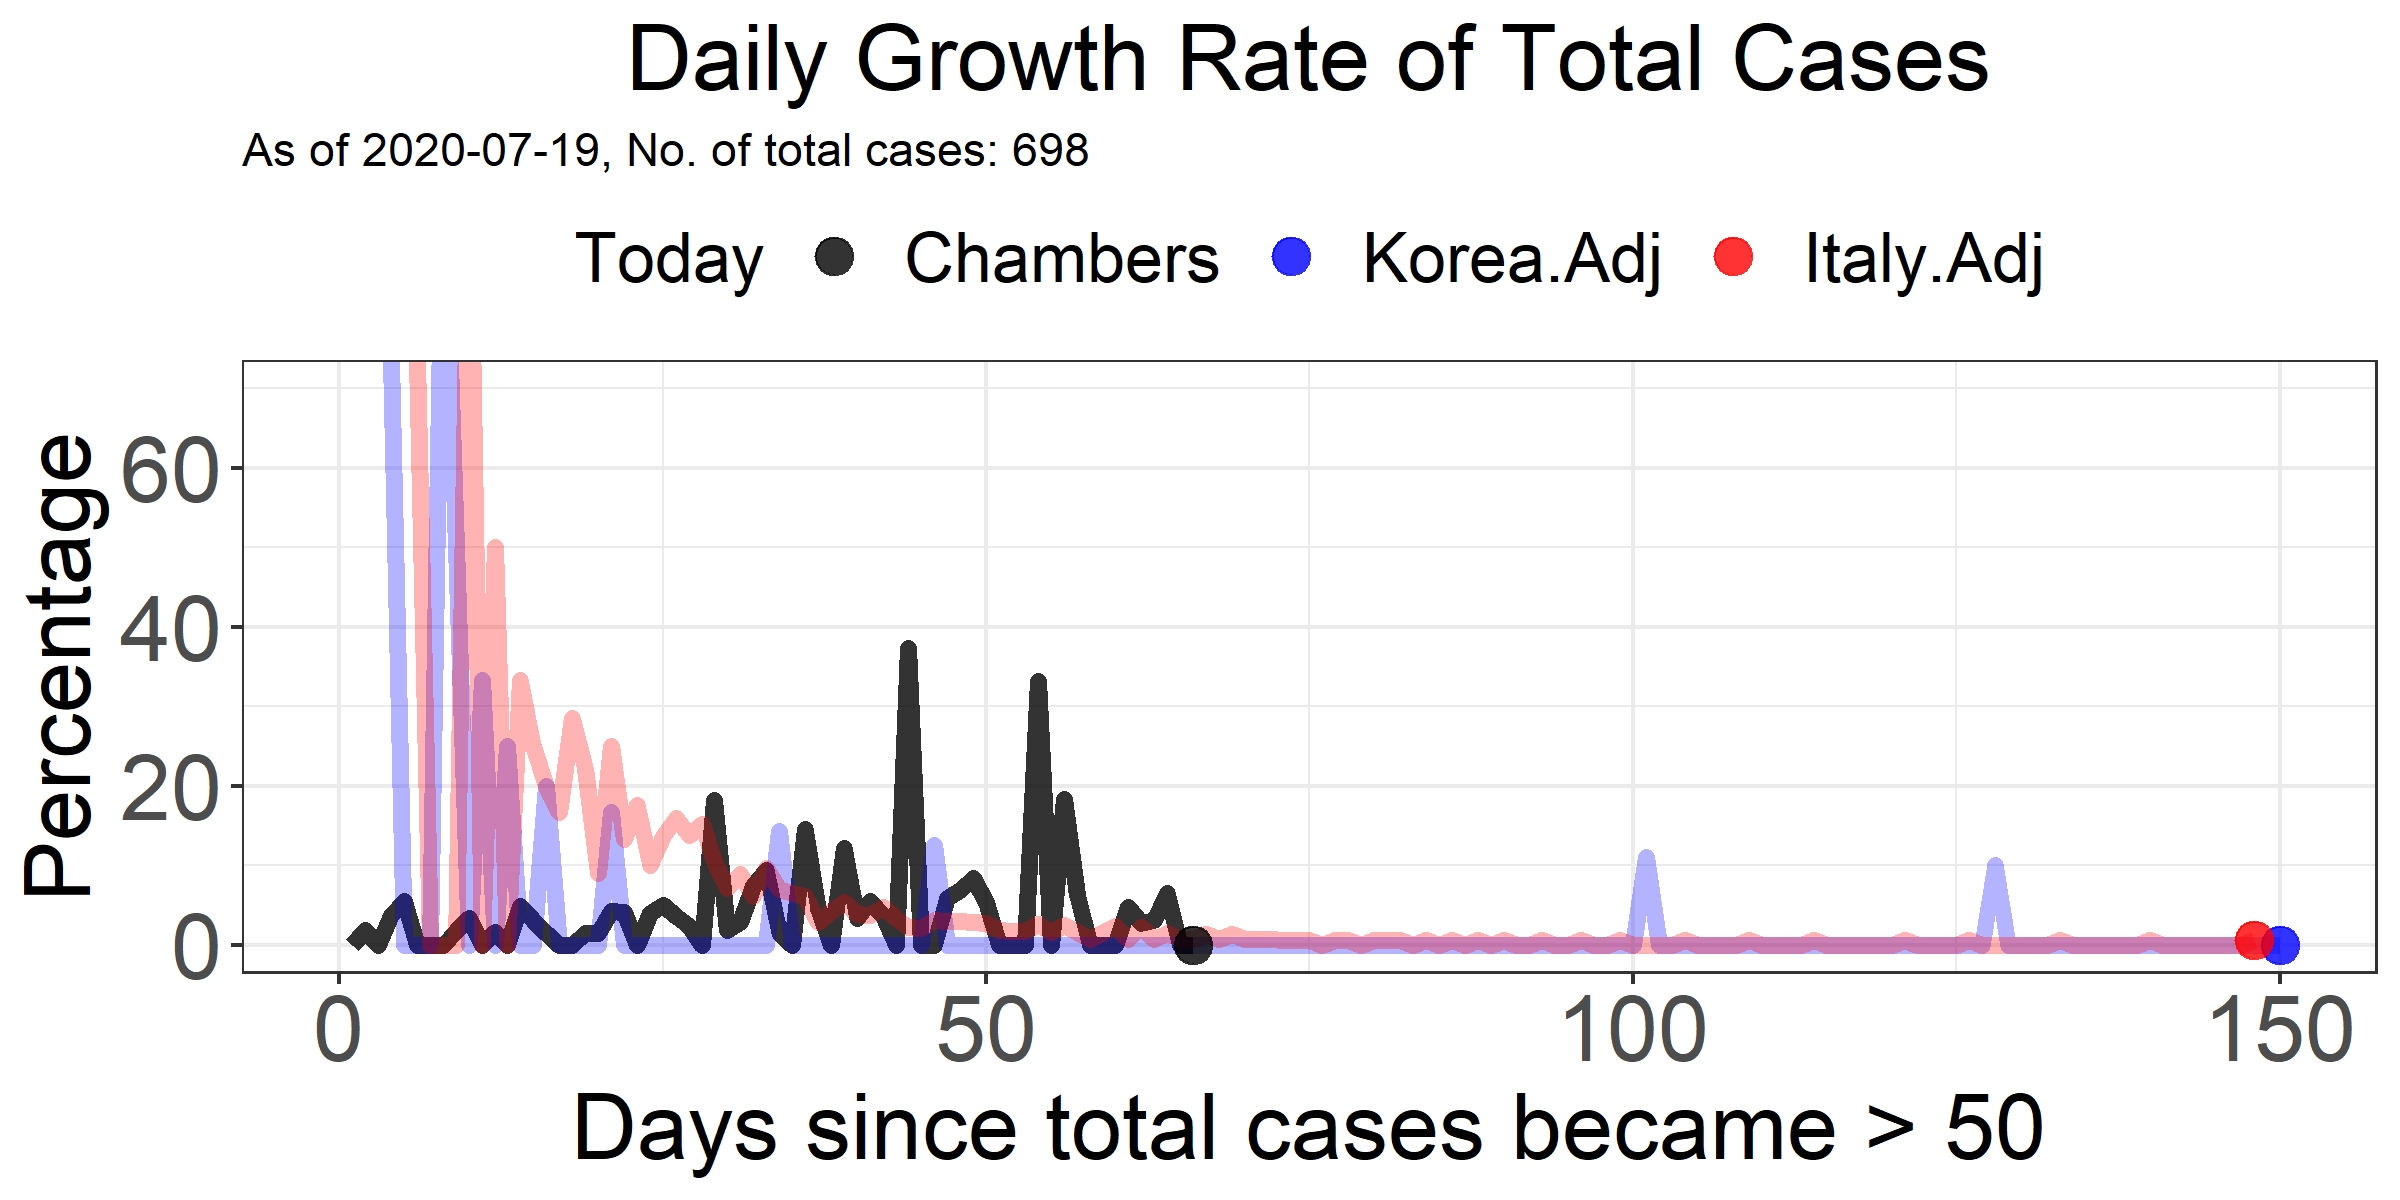 Daily Growth Rate of Total Cases
As of 2020-07-19, No. of total cases: 698
Today Chambers Korea.Adj Italy.Adj
Percentage
60
40
20
0
0 50 100 150
Days since total cases became > 50